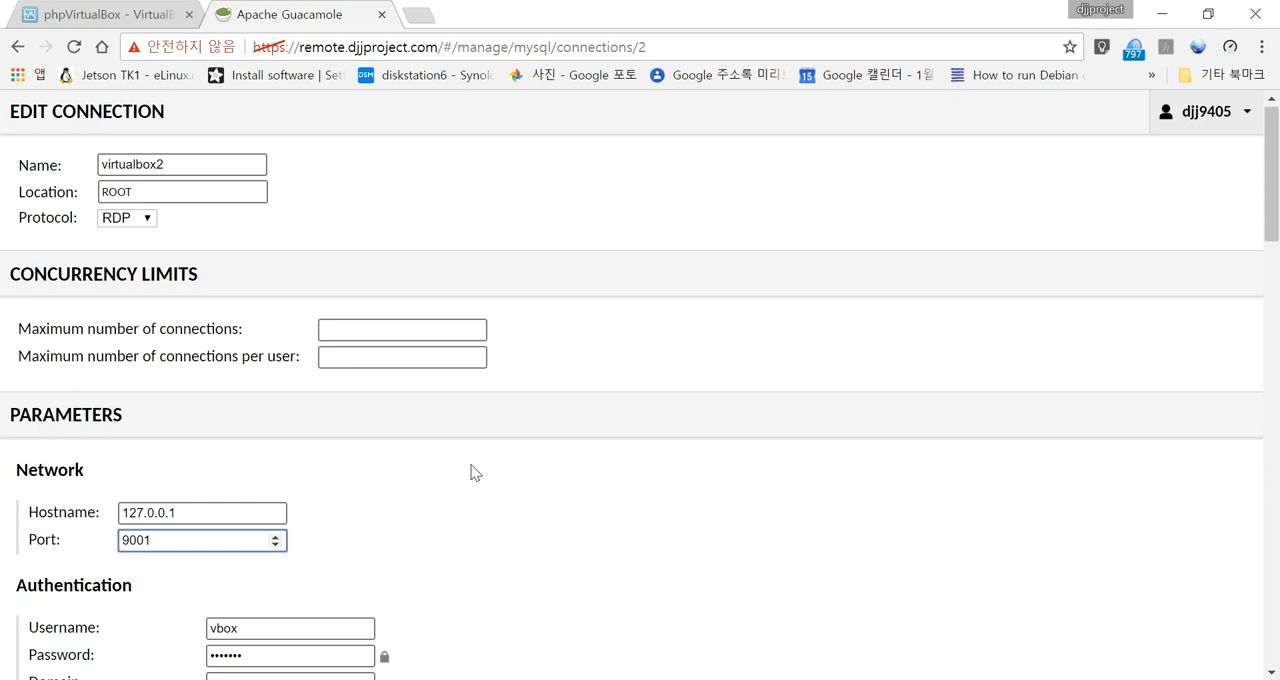 phpVirtualBox - VirtualB
Apache Guacamole
djjproject
안전하지 않음
https://remote.djjproject.com/#/manage/mysql/connections/2
797
앱
Jetson TK1 - eLinux.
Install software | Set
DSM
diskstation6 - Synol
사진 - Google 포토
Google 주소록 미리
15
Google 캘린더 - 1월
How to run Debian
»
기타 북마크
EDIT CONNECTION
djj9405
Name: virtualbox2
Location: ROOT
Protocol: RDP
CONCURRENCY LIMITS
Maximum number of connections:
Maximum number of connections per user:
PARAMETERS
Network
Hostname: 127.0.0.1
Port: 9001
Authentication
Username: vbox
Password: •••••••
Domain: